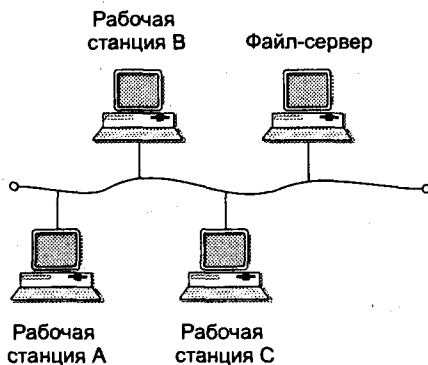 Рабочая
станция B
Файл-сервер
Рабочая
станция A
Рабочая
станция C